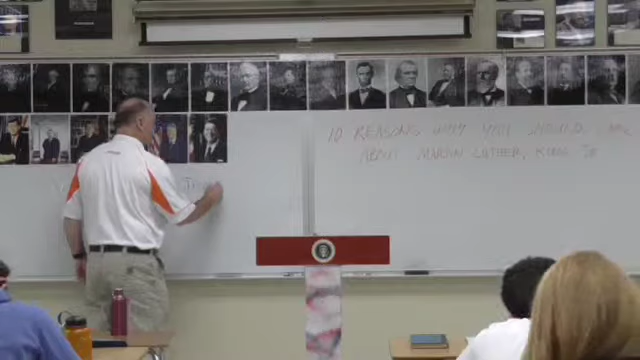 10 REASONS WHY YOU SHOULD CARE
ABOUT MARTIN LUTHER, KING JR